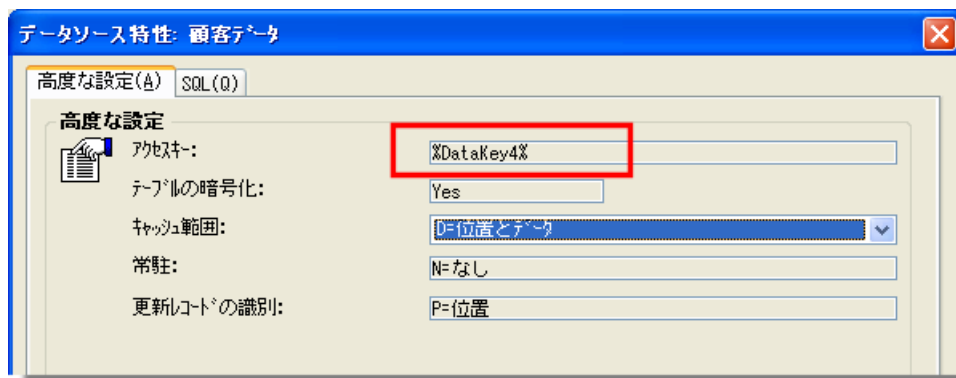 データソース特性: 顧客データ
高度な設定(A) SQL(Q)
高度な設定
アクセスキー: %DataKey4%
テーブルの暗号化: Yes
キャッシュ範囲: D=位置とデータ
常駐: N=なし
更新レコードの識別: P=位置